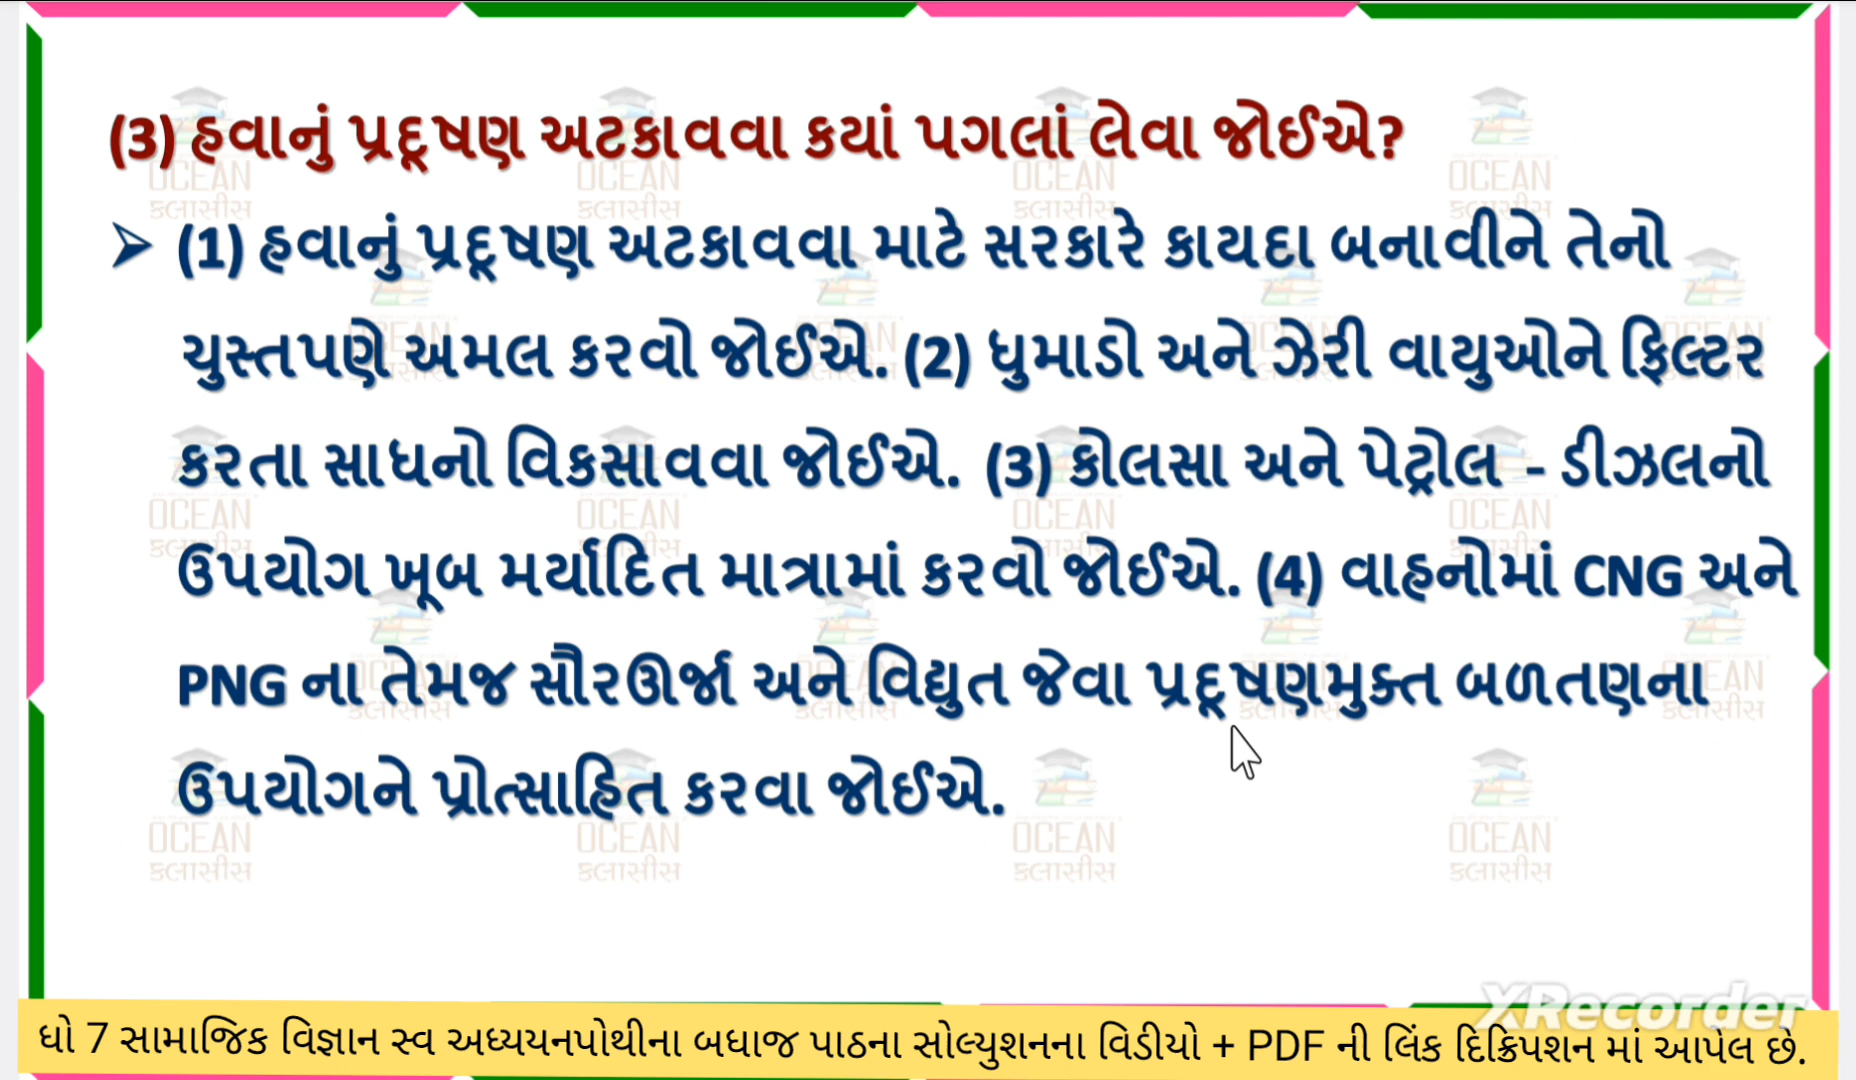 (3) હવાનું પ્રદૂષણ અટકાવવા કયાં પગલાં લેવા જોઈએ?
➢ (1) હવાનું પ્રદૂષણ અટકાવવા માટે સરકારે કાયદા બનાવીને તેનો
ચુસ્તપણે અમલ કરવો જોઈએ. (2) ધુમાડો અને ઝેરી વાયુઓને ફિલ્ટર
કરતા સાધનો વિકસાવવા જોઈએ. (3) કોલસા અને પેટ્રોલ - ડીઝલનો
ઉપયોગ ખૂબ મર્યાદિત માત્રામાં કરવો જોઈએ. (4) વાહનોમાં CNG અને
PNG ના તેમજ સૌરઊર્જા અને વિદ્યુત જેવા પ્રદૂષણમુક્ત બળતણના
ઉપયોગને પ્રોત્સાહિત કરવા જોઈએ.
OCEAN
ક્લાસીસ
XRecorder
ધો 7 સામાજિક વિજ્ઞાન સ્વ અધ્યયનપોથીના બધાજ પાઠના સોલ્યુશનના વિડીયો + PDF ની લિંક દિક્રિપશન માં આપેલ છે.